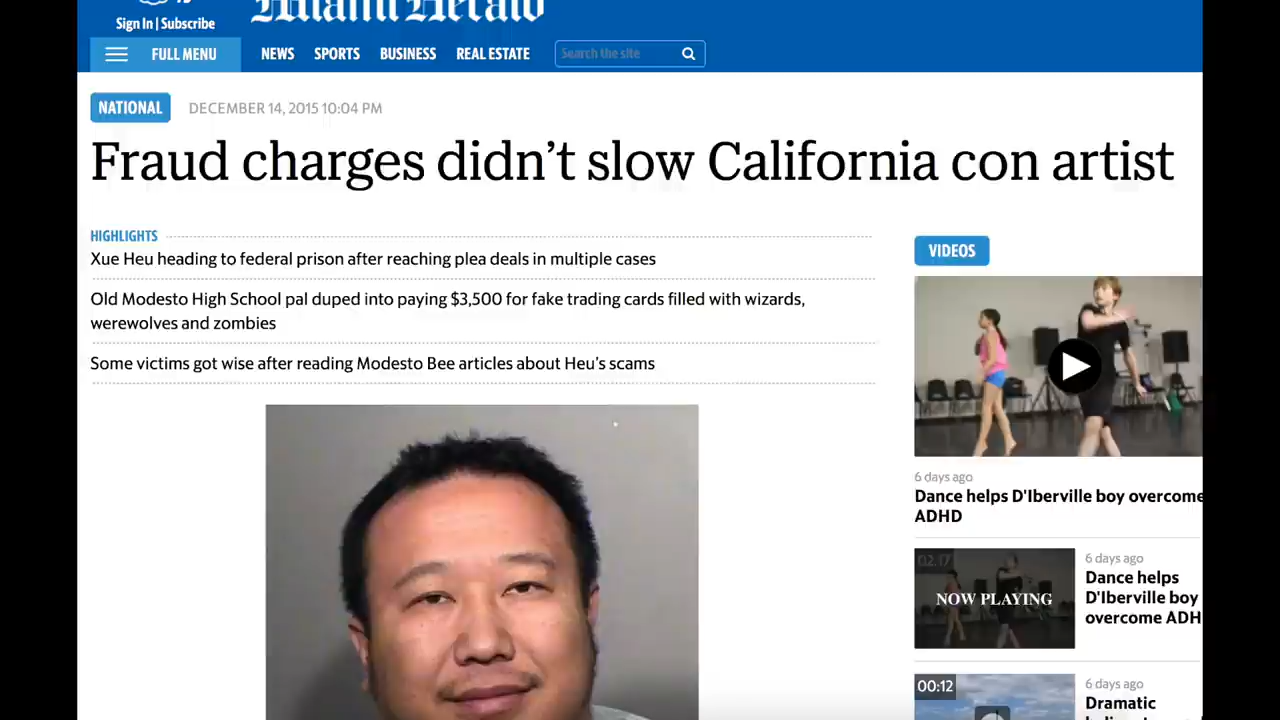 Miami Herald
Sign In | Subscribe
FULL MENU
NEWS SPORTS BUSINESS REAL ESTATE
Search the site
NATIONAL DECEMBER 14, 2015 10:04 PM
Fraud charges didn't slow California con artist
HIGHLIGHTS
Xue Heu heading to federal prison after reaching plea deals in multiple cases
Old Modesto High School pal duped into paying $3,500 for fake trading cards filled with wizards,
werewolves and zombies
Some victims got wise after reading Modesto Bee articles about Heu's scams
VIDEOS
6 days ago
Dance helps D'Iberville boy overcome
ADHD
02:17
NOW PLAYING
6 days ago
Dance helps
D'Iberville boy
overcome ADH
00:12
6 days ago
Dramatic